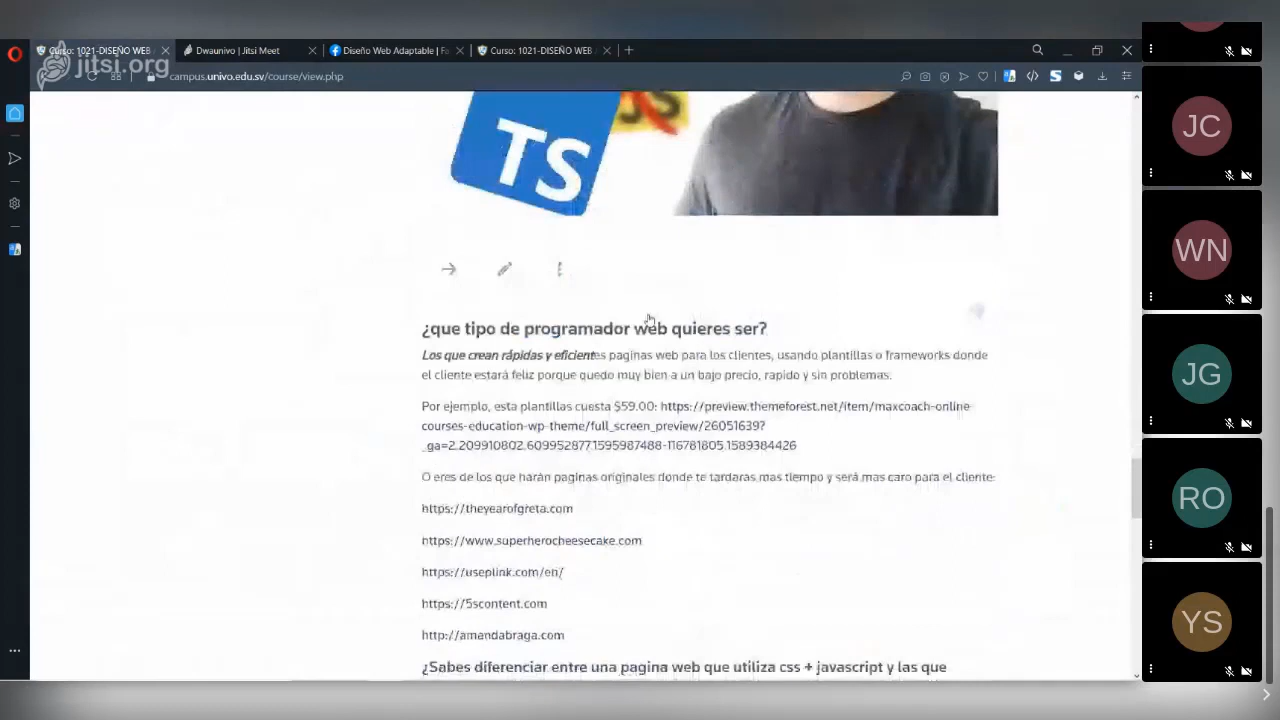 Curso: 1021-DISEÑO WEB
Dwaunivo | Jitsi Meet
Diseño Web Adaptable | Fa
Curso: 1021-DISEÑO WEB
jitsi.org
campus.univo.edu.sv/course/view.php
TS
JS
¿que tipo de programador web quieres ser?
Los que crean rápidas y eficientes paginas web para los clientes, usando plantillas o frameworks donde
el cliente estará feliz porque quedo muy bien a un bajo precio, rapido y sin problemas.
Por ejemplo, esta plantillas cuesta $59.00: https://preview.themeforest.net/item/maxcoach-online-
courses-education-wp-theme/full_screen_preview/26051639?
_ga=2.209910802.609952877.1595987488-116781805.1589384426
O eres de los que harán paginas originales donde te tardaras mas tiempo y será mas caro para el cliente:
https://theyearofgreta.com
https://www.superherocheesecake.com
https://useplink.com/en/
https://5scontent.com
http://amandabraga.com
¿Sabes diferenciar entre una pagina web que utiliza css + javascript y las que
JC
WN
JG
RO
YS